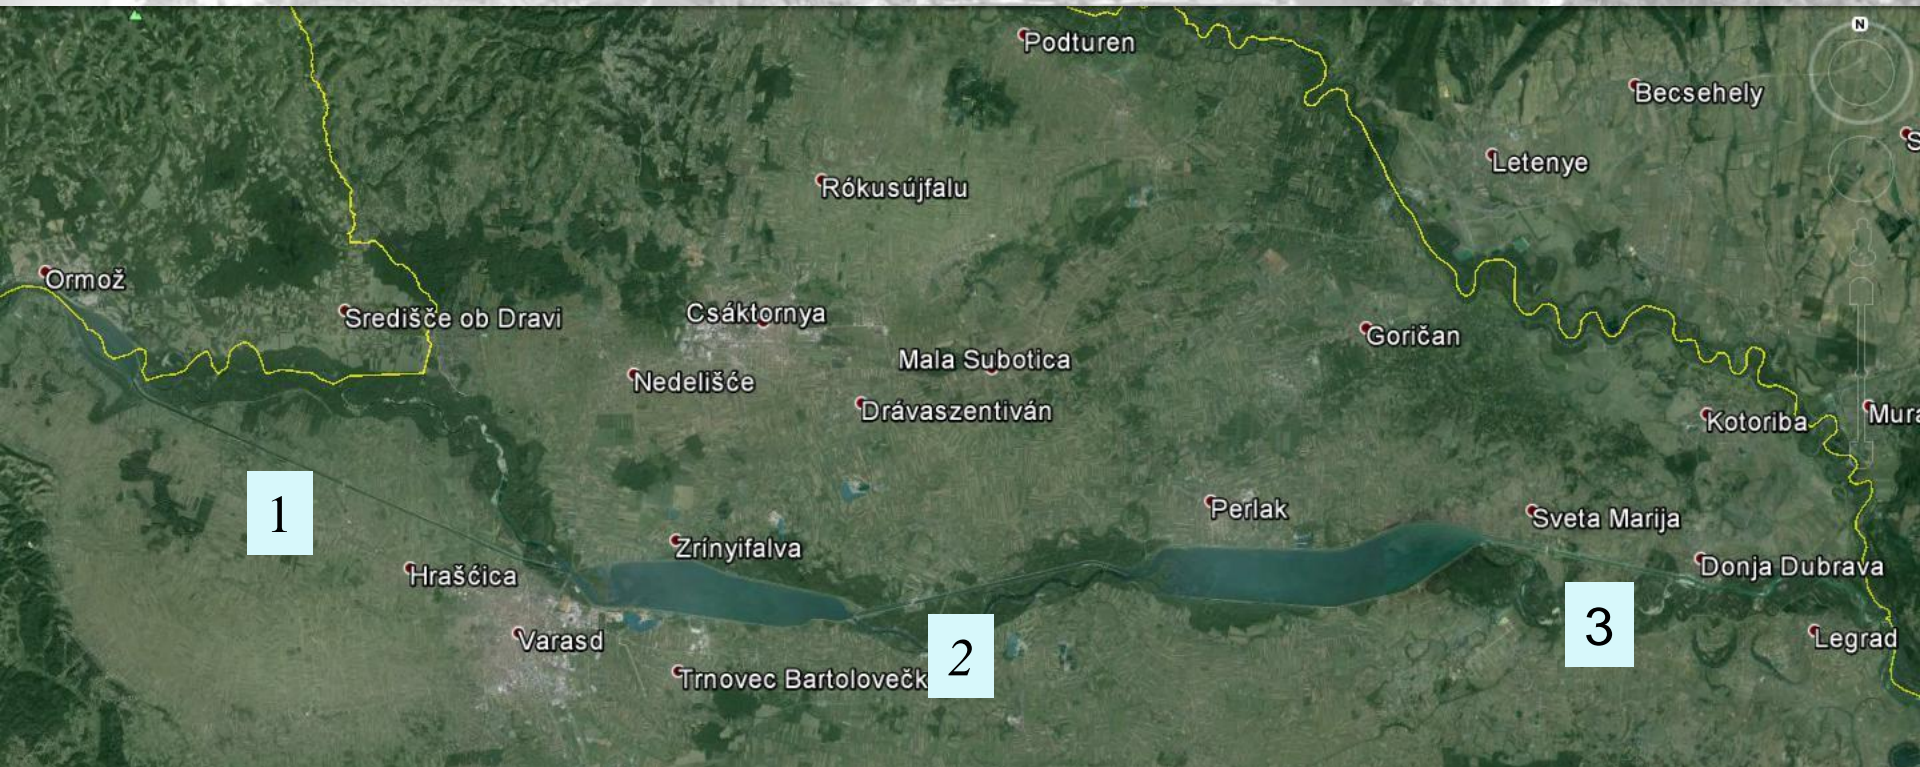 N
Podturen
Becsehely
Letenye
Rókusújfalu
Ormož
Središče ob Dravi
Csáktornya
Goričan
Mala Subotica
Nedelišće
Drávaszentiván
Kotoriba
Mura
1
Perlak
Sveta Marija
Zrínyifalva
Hrašćica
Donja Dubrava
3
Varasd
2
Legrad
Trnovec Bartolovečk